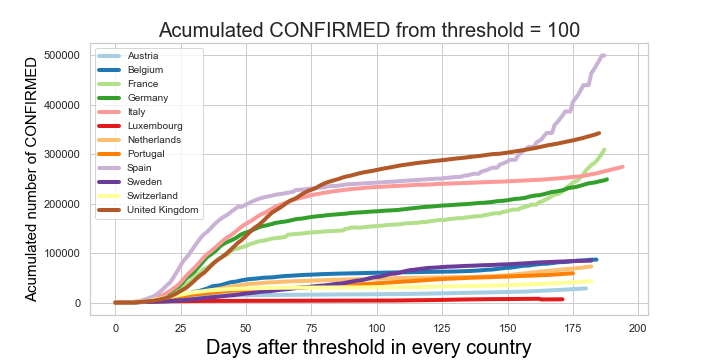 Acumulated CONFIRMED from threshold = 100
Acumulated number of CONFIRMED
500000
400000
300000
200000
100000
0
Austria
Belgium
France
Germany
Italy
Luxembourg
Netherlands
Portugal
Spain
Sweden
Switzerland
United Kingdom
0 25 50 75 100 125 150 175 200
Days after threshold in every country